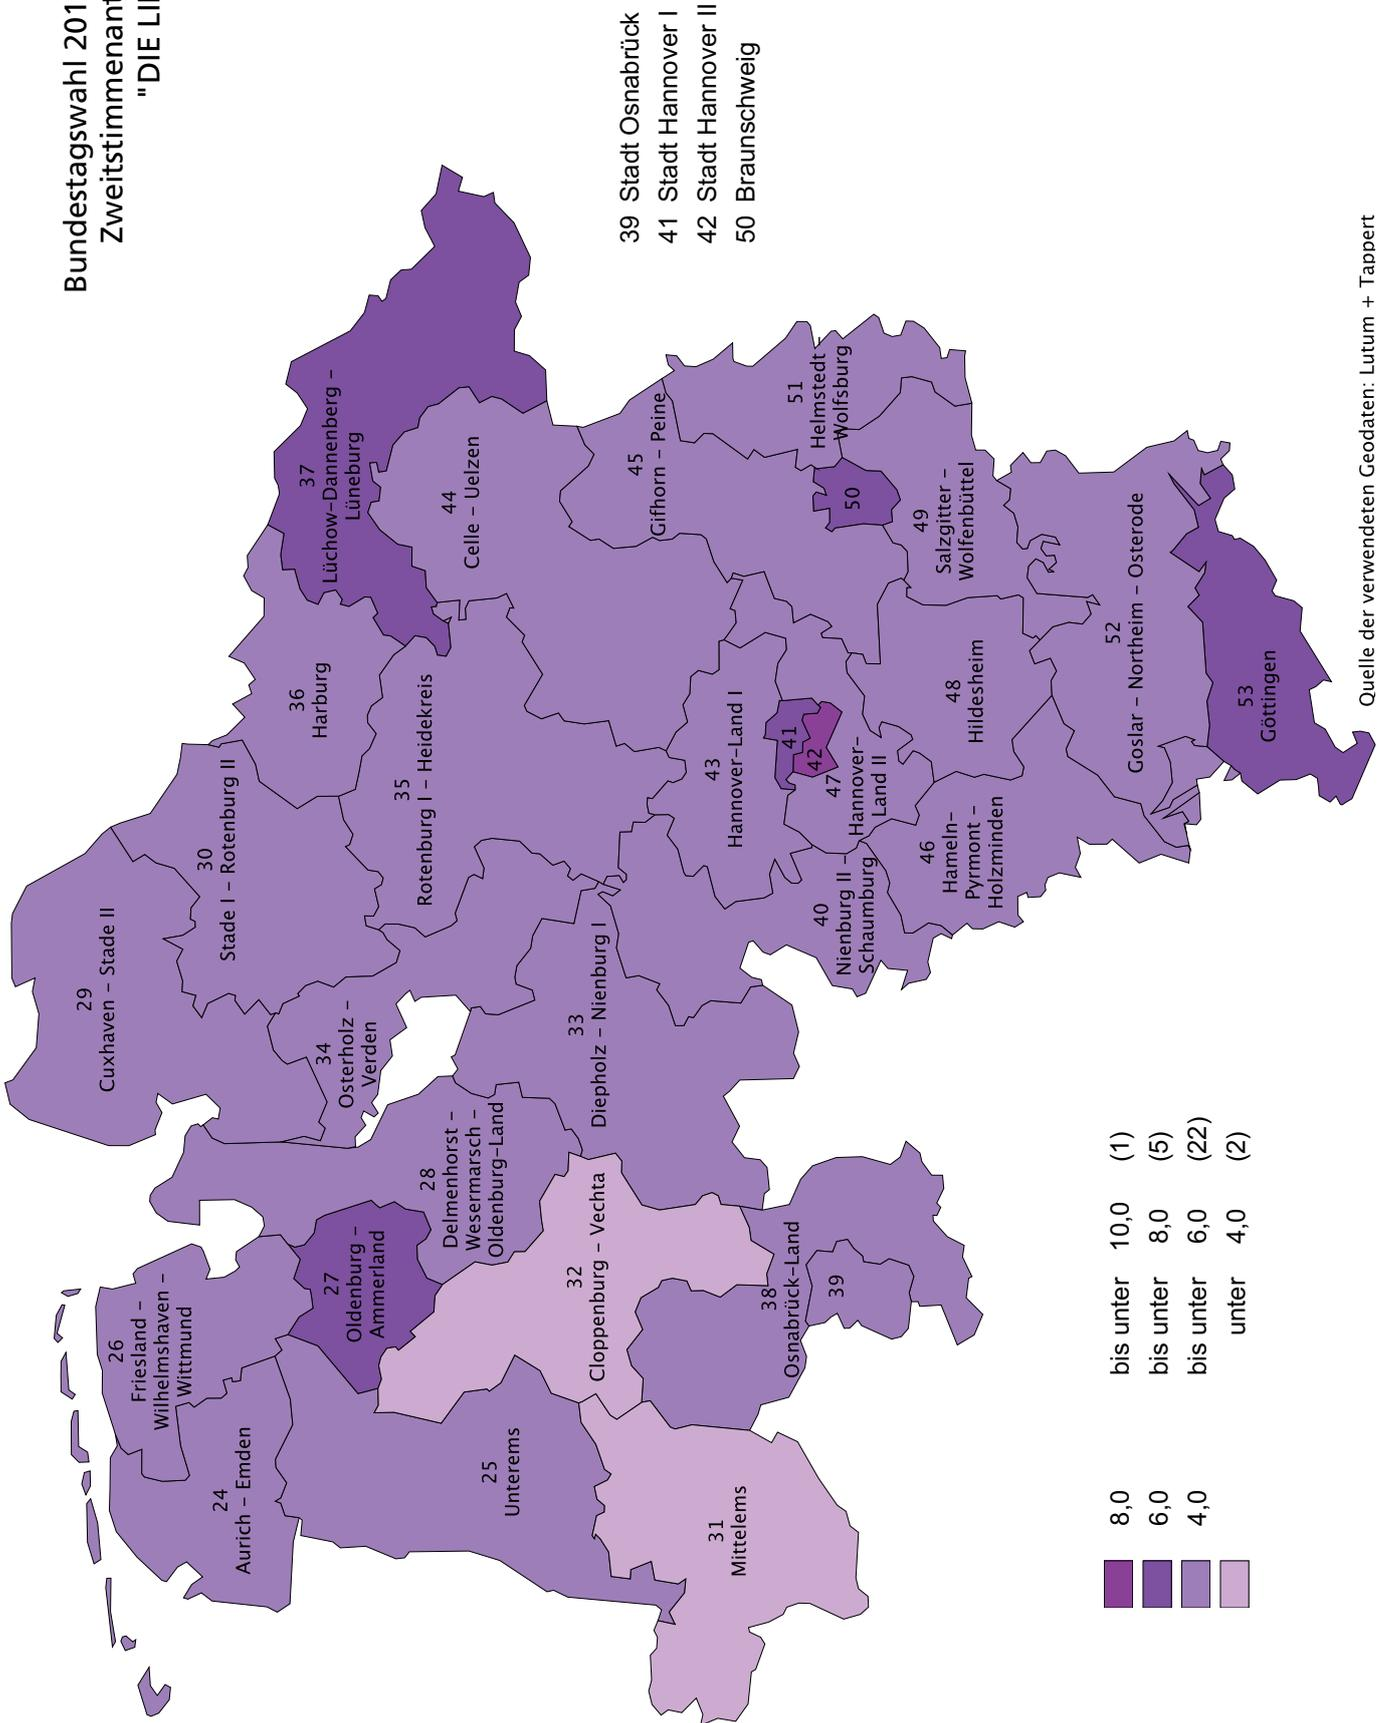 Bundestagswahl 201
Zweitstimmenant
"DIE LI
39 Stadt Osnabrück
41 Stadt Hannover I
42 Stadt Hannover II
50 Braunschweig
24
Aurich – Emden
25
Unterems
26
Friesland –
Wilhelmshaven –
Wittmund
27
Oldenburg –
Ammerland
28
Delmenhorst –
Wesermarsch –
Oldenburg–Land
29
Cuxhaven – Stade II
30
Stade I – Rotenburg II
31
Mittelems
32
Cloppenburg – Vechta
33
Diepholz – Nienburg I
34
Osterholz –
Verden
35
Rotenburg I – Heidekreis
36
Harburg
37
Lüchow–Dannenberg –
Lüneburg
38
Osnabrück–Land
39
40
Nienburg II –
Schaumburg
41
42
43
Hannover–Land I
44
Celle – Uelzen
45
Gifhorn – Peine
46
Hameln–
Pyrmont –
Holzminden
47
Hannover–
Land II
48
Hildesheim
49
Salzgitter –
Wolfenbüttel
50
51
Helmstedt –
Wolfsburg
52
Goslar – Northeim – Osterode
53
Göttingen
8,0 bis unter 10,0 (1)
6,0 bis unter 8,0 (5)
4,0 bis unter 6,0 (22)
unter 4,0 (2)
Quelle der verwendeten Geodaten: Lutum + Tappert